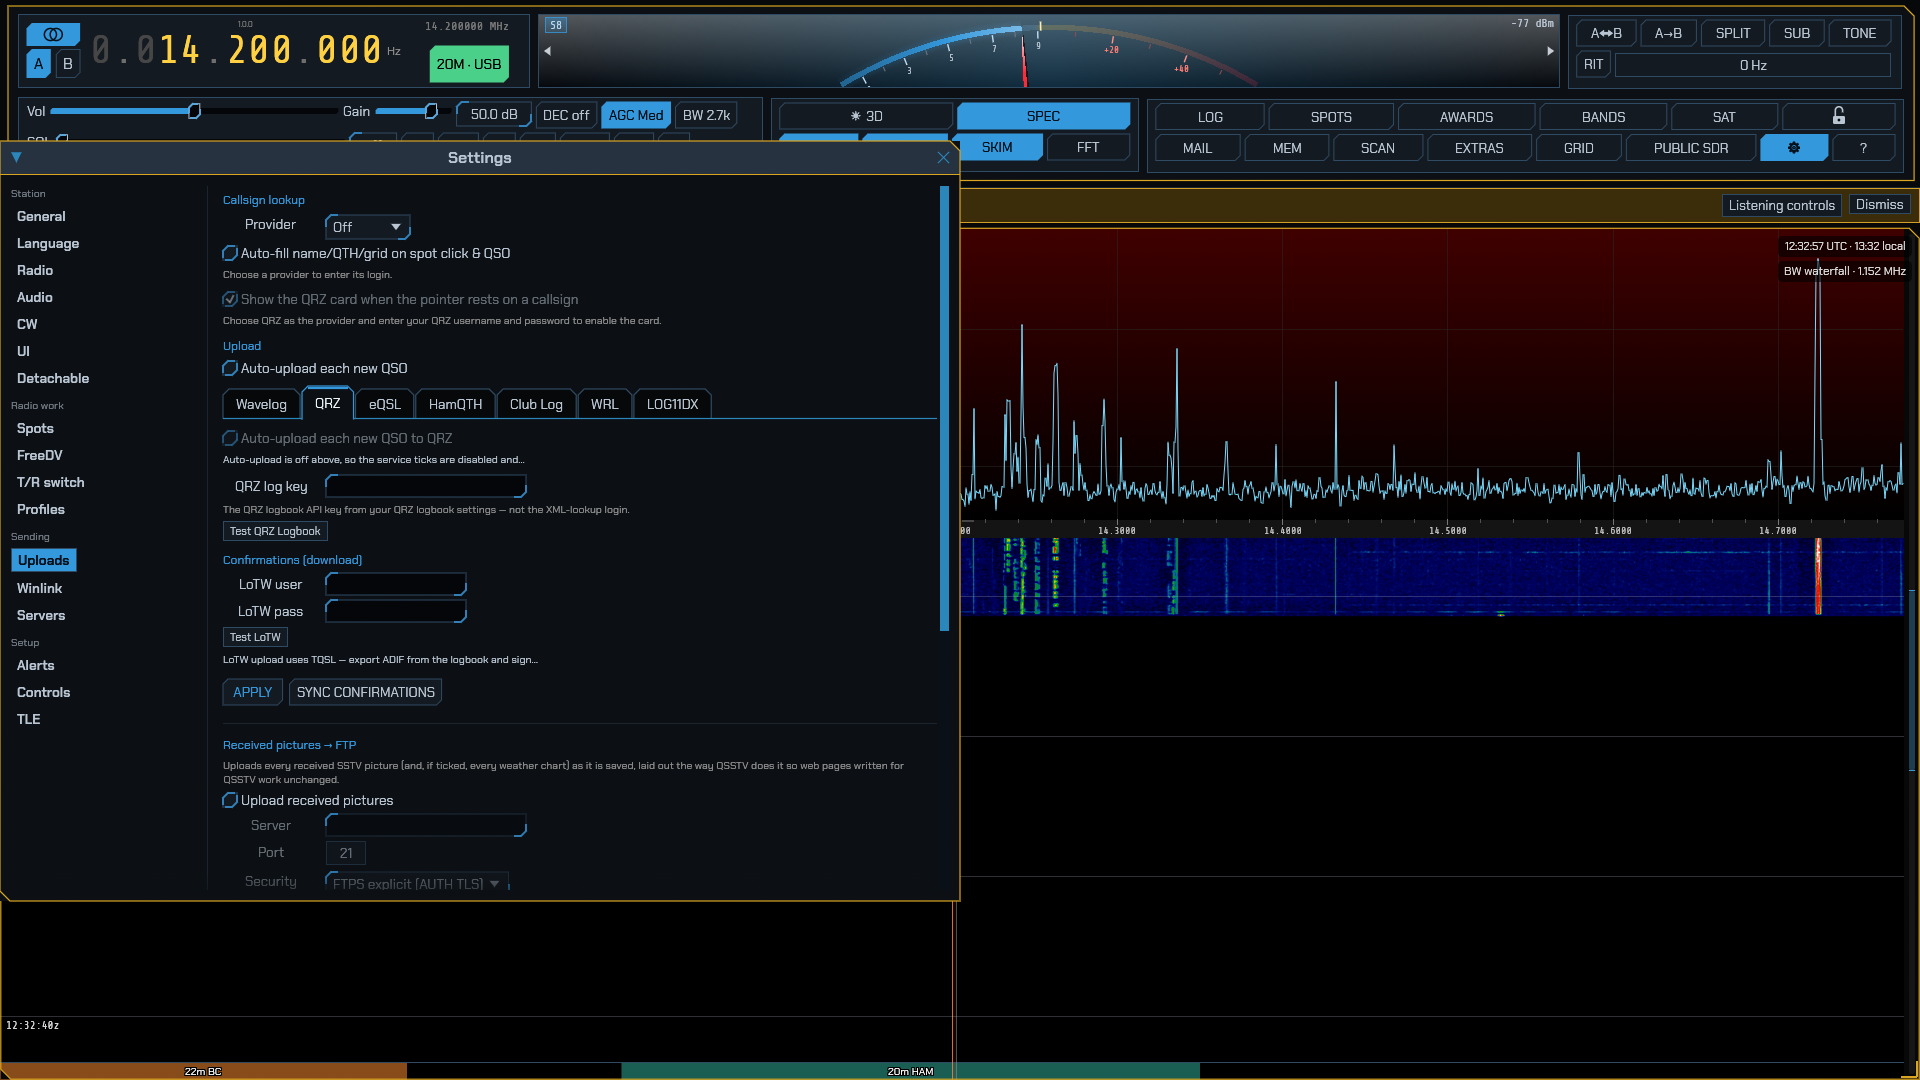 1.0.0
14.200000 MHz
A B
0.014.200.000 Hz
20M · USB
S8
-77 dBm
3 5 7 9 +20 +40
A⬌B A→B SPLIT SUB TONE
RIT 0 Hz
Vol Gain 50.0 dB DEC off AGC Med BW 2.7k
3D SPEC
SKIM FFT
LOG SPOTS AWARDS BANDS SAT
MAIL MEM SCAN EXTRAS GRID PUBLIC SDR ?
Settings
Listening controls Dismiss
12:32:57 UTC · 13:32 local
BW waterfall · 1.152 MHz
Station
General
Language
Radio
Audio
CW
UI
Detachable
Radio work
Spots
FreeDV
T/R switch
Profiles
Sending
Uploads
Winlink
Servers
Setup
Alerts
Controls
TLE
Callsign lookup
Provider Off
Auto-fill name/QTH/grid on spot click & QSO
Choose a provider to enter its login.
Show the QRZ card when the pointer rests on a callsign
Choose QRZ as the provider and enter your QRZ username and password to enable the card.
Upload
Auto-upload each new QSO
Wavelog QRZ eQSL HamQTH Club Log WRL LOG11DX
Auto-upload each new QSO to QRZ
Auto-upload is off above, so the service ticks are disabled and...
QRZ log key
The QRZ logbook API key from your QRZ logbook settings — not the XML-lookup login.
Test QRZ Logbook
Confirmations (download)
LoTW user
LoTW pass
Test LoTW
LoTW upload uses TQSL — export ADIF from the logbook and sign...
APPLY SYNC CONFIRMATIONS
Received pictures → FTP
Uploads every received SSTV picture (and, if ticked, every weather chart) as it is saved, laid out the way QSSTV does it so web pages written for
QSSTV work unchanged.
Upload received pictures
Server
Port 21
Security FTPS explicit (AUTH TLS)
14.3000 14.4000 14.5000 14.6000 14.7000
12:32:40z
22m BC 20m HAM